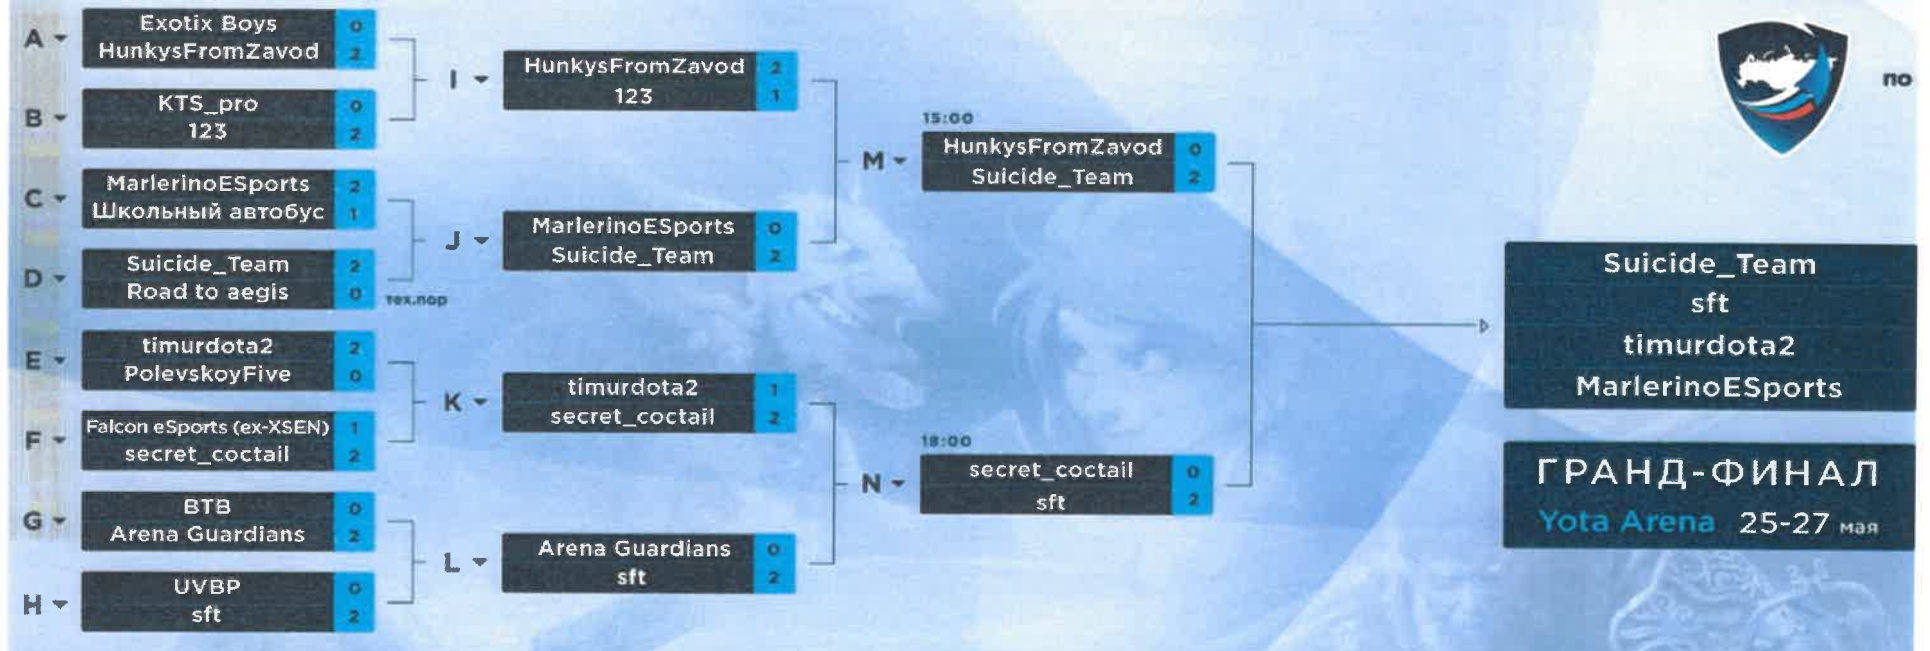 A
Exotix Boys 0
HunkysFromZavod 2
B
KTS_pro 0
123 2
C
MarlerinoESports 2
Школьный автобус 1
D
Suicide_Team 2
Road to aegis 0
тех.пор
E
timurdota2 2
PolevskoyFive 0
F
Falcon eSports (ex-XSEN) 1
secret_coctail 2
G
BTB 0
Arena Guardians 2
H
UVBP 0
sft 2
I
HunkysFromZavod 2
123 1
J
MarlerinoESports 0
Suicide_Team 2
K
timurdota2 1
secret_coctail 2
L
Arena Guardians 0
sft 2
15:00
M
HunkysFromZavod 0
Suicide_Team 2
18:00
N
secret_coctail 0
sft 2
по
Suicide_Team
sft
timurdota2
MarlerinoESports
ГРАНД-ФИНАЛ
Yota Arena 25-27 мая